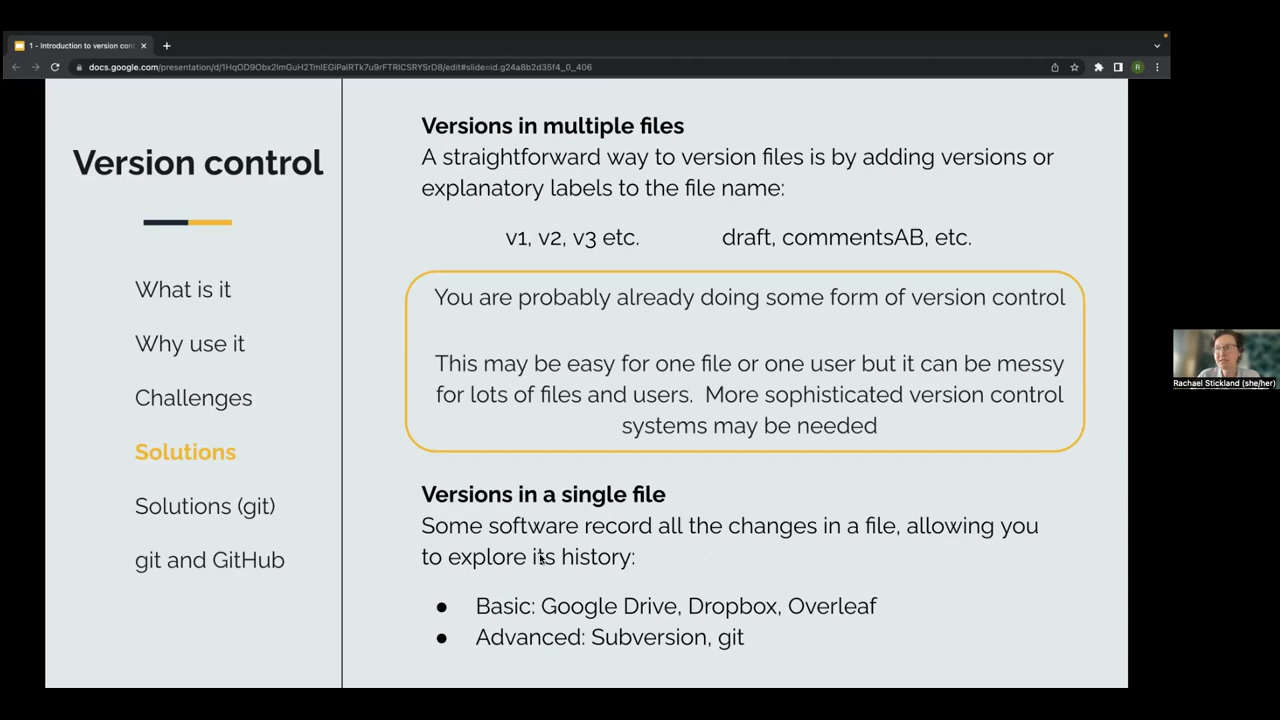 1 - Introduction to version con
docs.google.com/presentation/d/1HqOD9Obx2ImGuH2TmIEGiPalRTk7u9rFTRICSRYSrD8/edit#slide=id.g24a8b2d35f4_0_406
R
Version control
What is it
Why use it
Challenges
Solutions
Solutions (git)
git and GitHub
Versions in multiple files
A straightforward way to version files is by adding versions or
explanatory labels to the file name:
v1, v2, v3 etc. draft, commentsAB, etc.
You are probably already doing some form of version control
This may be easy for one file or one user but it can be messy
for lots of files and users. More sophisticated version control
systems may be needed
Versions in a single file
Some software record all the changes in a file, allowing you
to explore its history:
● Basic: Google Drive, Dropbox, Overleaf
● Advanced: Subversion, git
Rachael Stickland (she/her)